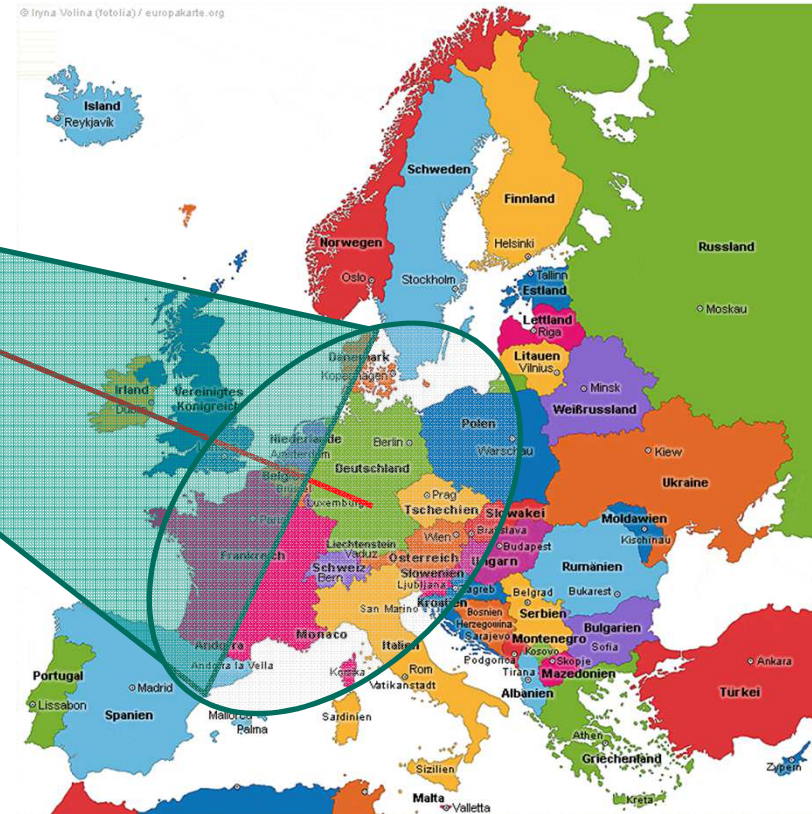 © Iryna Volina (fotolia) / europakarte.org
Island
Reykjavík
Schweden
Finnland
Norwegen
Helsinki
Russland
Oslo
Stockholm
Tallinn
Estland
Moskau
Lettland
Riga
Dänemark
Kopenhagen
Litauen
Vilnius
Irland
Vereinigtes
Königreich
Minsk
Weißrussland
Niederlande
Amsterdam
Berlin
Polen
Warschau
Deutschland
Kiew
Ukraine
Luxemburg
Prag
Tschechien
Slowakei
Bratislava
Moldawien
Kischinau
Wien
Budapest
Ungarn
Frankreich
Liechtenstein
Vaduz
Schweiz
Bern
Österreich
Slowenien
Ljubljana
Zagreb
Kroatien
Rumänien
Bukarest
Belgrad
Serbien
San Marino
Bosnien
Herzegowina
Sarajevo
Montenegro
Bulgarien
Sofia
Kosovo
Monaco
Italien
Andorra
Andorra la Vella
Podgorica
Skopje
Mazedonien
Tirana
Albanien
Korsika
Rom
Vatikanstadt
Portugal
Lissabon
Madrid
Spanien
Mallorca
Palma
Sardinien
Ankara
Türkei
Athen
Griechenland
Sizilien
Zypern
Malta
Valletta
Kreta